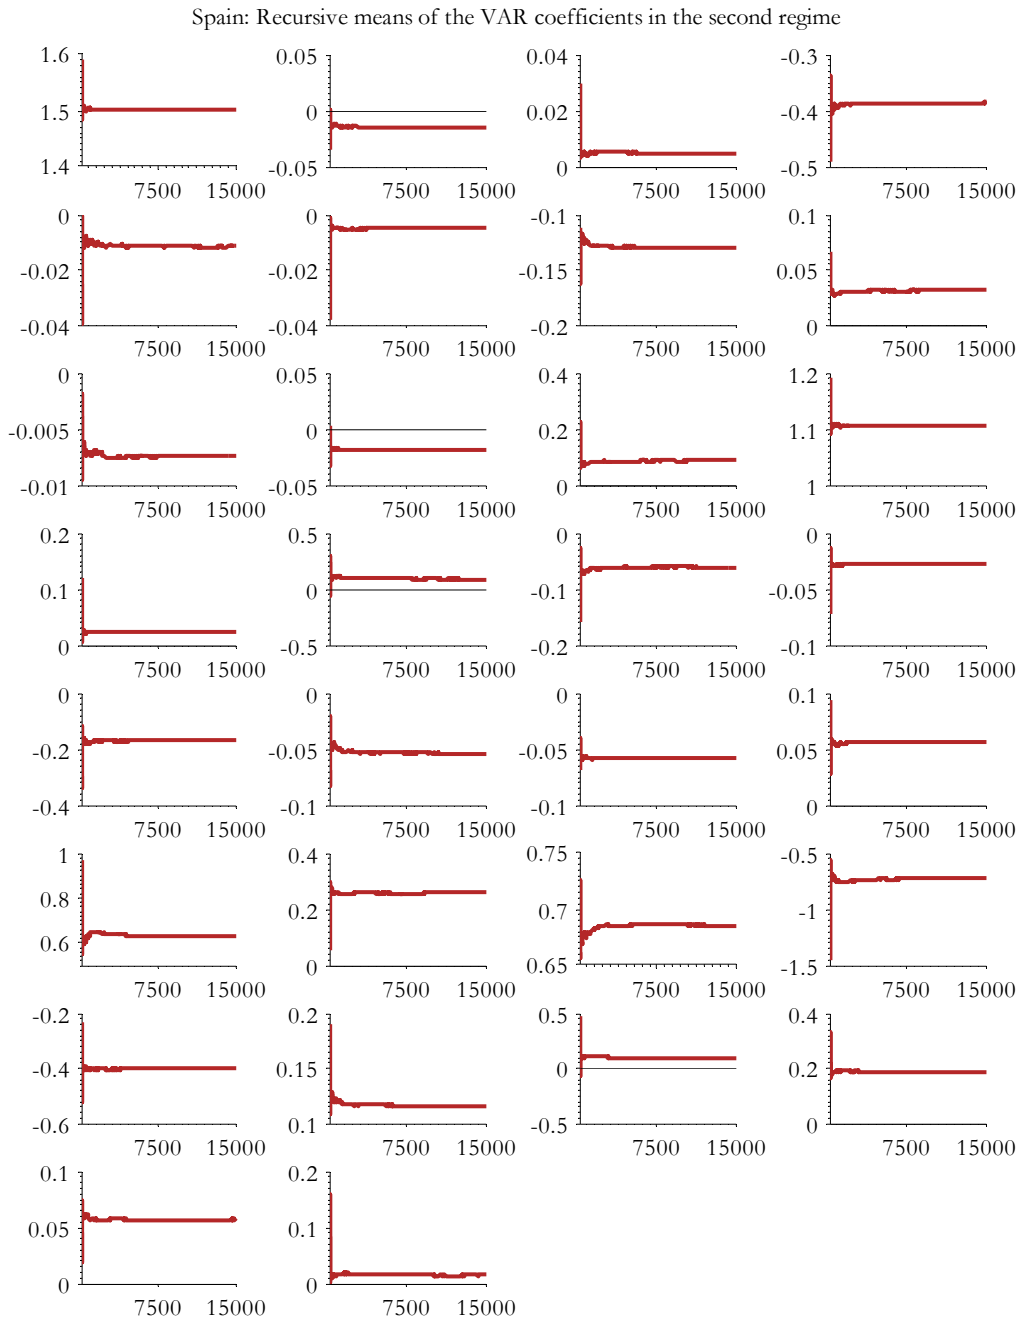 Spain: Recursive means of the VAR coefficients in the second regime
1.6 0.05 0.04 -0.3
1.5 0 0.02 -0.4
1.4 -0.05 0 -0.5
7500 15000 7500 15000 7500 15000 7500 15000
0 0 -0.1 0.1
-0.02 -0.02 -0.15 0.05
-0.04 -0.04 -0.2 0
7500 15000 7500 15000 7500 15000 7500 15000
0 0.05 0.4 1.2
-0.005 0 0.2 1.1
-0.01 -0.05 0 1
7500 15000 7500 15000 7500 15000 7500 15000
0.2 0.5 0 0
0.1 0 -0.1 -0.05
0 -0.5 -0.2 -0.1
7500 15000 7500 15000 7500 15000 7500 15000
0 0 0 0.1
-0.2 -0.05 -0.05 0.05
-0.4 -0.1 -0.1 0
7500 15000 7500 15000 7500 15000 7500 15000
1 0.4 0.75 -0.5
0.8 0.2 0.7 -1
0.6 0 0.65 -1.5
7500 15000 7500 15000 7500 15000 7500 15000
-0.2 0.2 0.5 0.4
-0.4 0.15 0 0.2
-0.6 0.1 -0.5 0
7500 15000 7500 15000 7500 15000 7500 15000
0.1 0.2
0.05 0.1
0 0
7500 15000 7500 15000